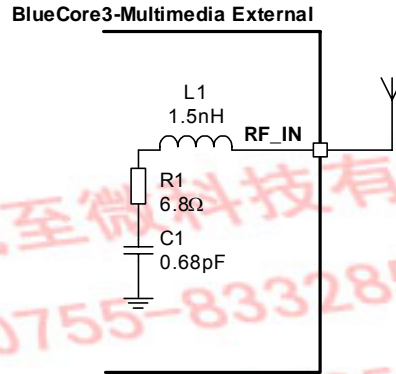 BlueCore3-Multimedia External
L1
1.5nH
RF_IN
R1
6.8Ω
C1
0.68pF
至微科技有
0755-833285